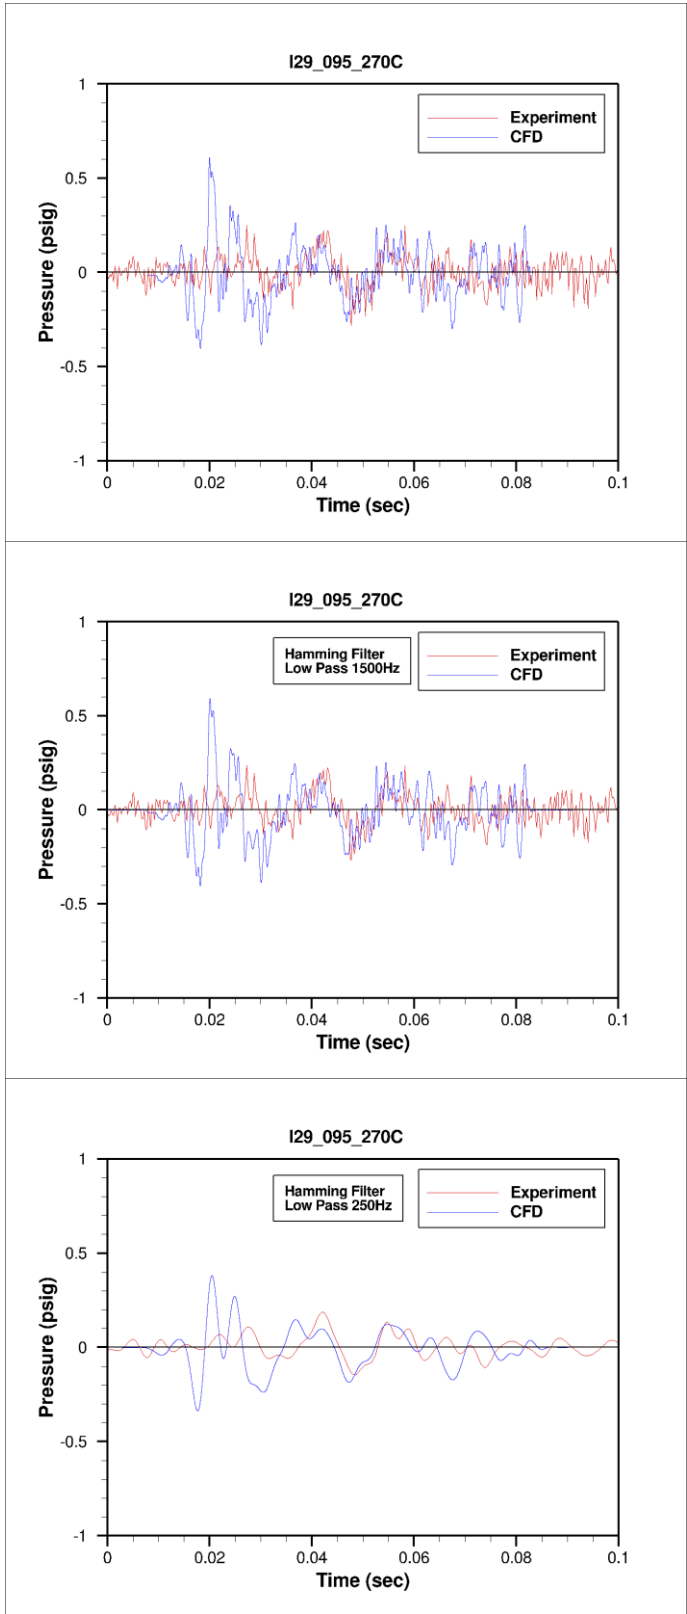 I29_095_270C
1
Experiment
CFD
0.5
Pressure (psig)
0
-0.5
-1
0 0.02 0.04 0.06 0.08 0.1
Time (sec)
I29_095_270C
1
Hamming Filter
Low Pass 1500Hz
Experiment
CFD
0.5
Pressure (psig)
0
-0.5
-1
0 0.02 0.04 0.06 0.08 0.1
Time (sec)
I29_095_270C
1
Hamming Filter
Low Pass 250Hz
Experiment
CFD
0.5
Pressure (psig)
0
-0.5
-1
0 0.02 0.04 0.06 0.08 0.1
Time (sec)